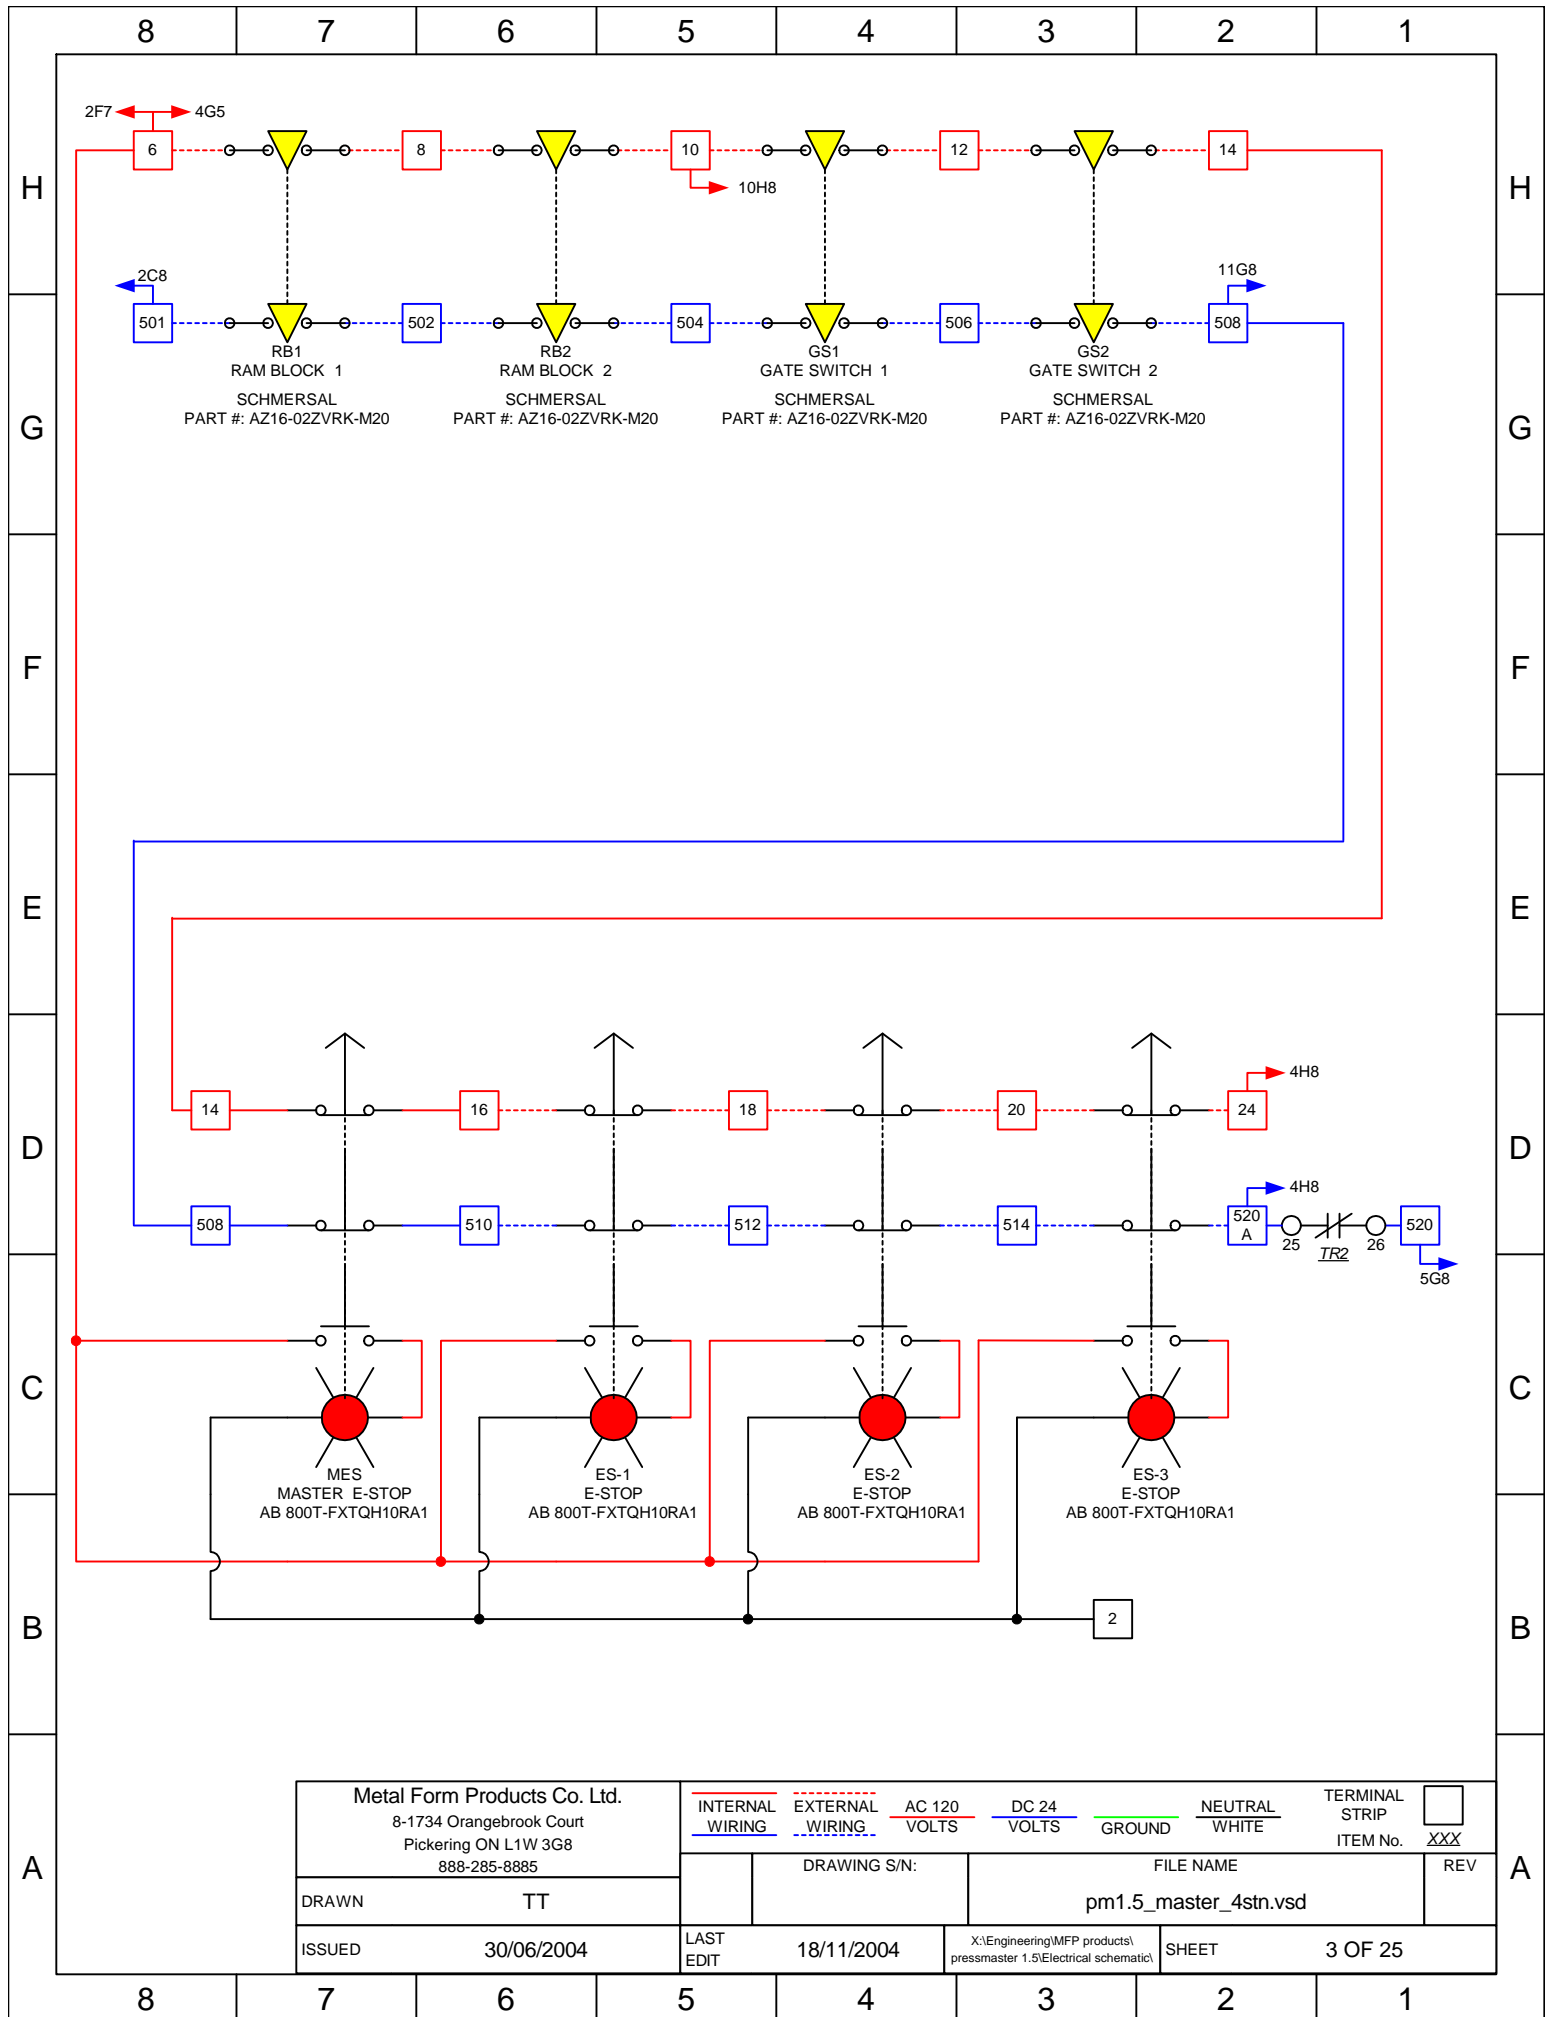 8 7 6 5 4 3 2 1
2F7 4G5
6 8 10 12 14
10H8
H H
2C8 11G8
501 502 504 506 508
RB1 RB2 GS1 GS2
RAM BLOCK 1 RAM BLOCK 2 GATE SWITCH 1 GATE SWITCH 2
SCHMERSAL SCHMERSAL SCHMERSAL SCHMERSAL
PART #: AZ16-02ZVRK-M20 PART #: AZ16-02ZVRK-M20 PART #: AZ16-02ZVRK-M20 PART #: AZ16-02ZVRK-M20
G G
F F
E E
4H8
14 16 18 20 24
D D
4H8
508 510 512 514 520 A 520
25 TR2 26
5G8
C C
MES ES-1 ES-2 ES-3
MASTER E-STOP E-STOP E-STOP E-STOP
AB 800T-FXTQH10RA1 AB 800T-FXTQH10RA1 AB 800T-FXTQH10RA1 AB 800T-FXTQH10RA1
2
B B
Metal Form Products Co. Ltd.
8-1734 Orangebrook Court
Pickering ON L1W 3G8
888-285-8885
INTERNAL WIRING
EXTERNAL WIRING
AC 120 VOLTS
DC 24 VOLTS
GROUND
NEUTRAL WHITE
TERMINAL STRIP
ITEM No. XXX
A A
DRAWING S/N:
FILE NAME
pm1.5_master_4stn.vsd
REV
DRAWN TT
ISSUED 30/06/2004
LAST EDIT 18/11/2004
X:\Engineering\MFP products\
pressmaster 1.5\Electrical schematic\
SHEET 3 OF 25
8 7 6 5 4 3 2 1